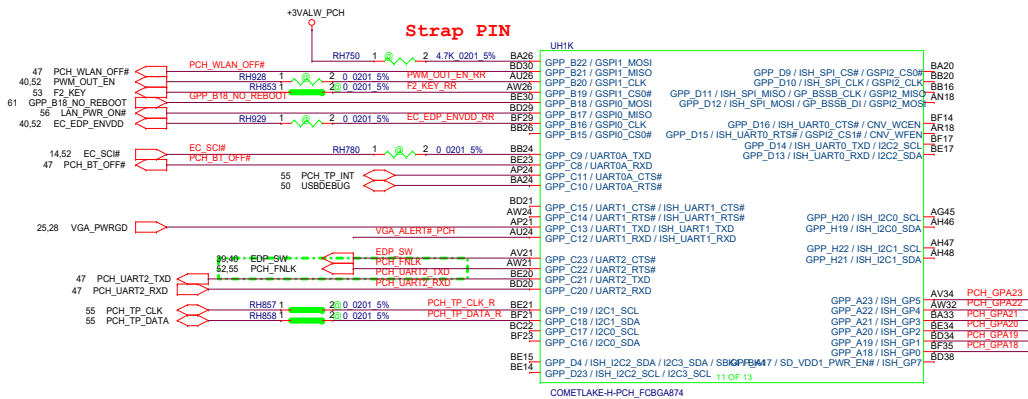 +3VALW_PCH
Strap PIN
UH1K
RH750 1 2 4.7K_0201_5% BA26 GPP_B22 / GSPI1_MOSI
47 PCH_WLAN_OFF# PCH_WLAN_OFF# BD30 GPP_B21 / GSPI1_MISO GPP_D9 / ISH_SPI_CS# / GSPI2_CS0# BA20
40,52 PWM_OUT_EN RH928 1 2 0_0201_5% PWM_OUT_EN_RR AU26 GPP_B20 / GSPI1_CLK GPP_D10 / ISH_SPI_CLK / GSPI2_CLK BB20
53 F2_KEY RH853 1 2 @ 0_0201_5% F2_KEY_RR AW26 GPP_B19 / GSPI1_CS0# GPP_D11 / ISH_SPI_MISO / GP_BSSB_CLK / GSPI2_MISO BB16
61 GPP_B18_NO_REBOOT GPP_B18_NO_REBOOT BE30 GPP_B18 / GSPI0_MOSI GPP_D12 / ISH_SPI_MOSI / GP_BSSB_DI / GSPI2_MOSI AN18
56 LAN_PWR_ON# BD29 GPP_B17 / GSPI0_MISO
40,52 EC_EDP_ENVDD RH929 1 2 0_0201_5% EC_EDP_ENVDD_RR BF29 GPP_B16 / GSPI0_CLK GPP_D16 / ISH_UART0_CTS# / CNV_WCEN BF14
BB26 GPP_B15 / GSPI0_CS0# GPP_D15 / ISH_UART0_RTS# / GSPI2_CS1# / CNV_WFEN AR18
GPP_D14 / ISH_UART0_TXD / I2C2_SCL BF17
14,52 EC_SCI# EC_SCI# RH780 1 2 0_0201_5% BB24 GPP_C9 / UART0A_TXD GPP_D13 / ISH_UART0_RXD / I2C2_SDA BE17
47 PCH_BT_OFF# PCH_BT_OFF# BE23 GPP_C8 / UART0A_RXD
55 PCH_TP_INT AP24 GPP_C11 / UART0A_CTS#
50 USBDEBUG BA24 GPP_C10 / UART0A_RTS#
BD21 GPP_C15 / UART1_CTS# / ISH_UART1_CTS#
AW24 GPP_C14 / UART1_RTS# / ISH_UART1_RTS# GPP_H20 / ISH_I2C0_SCL AG45
25,28 VGA_PWRGD AP21 GPP_C13 / UART1_TXD / ISH_UART1_TXD GPP_H19 / ISH_I2C0_SDA AH46
VGA_ALERT#_PCH AU24 GPP_C12 / UART1_RXD / ISH_UART1_RXD
GPP_H22 / ISH_I2C1_SCL AH47
39,40 EDP_SW EDP_SW AV21 GPP_C23 / UART2_CTS# GPP_H21 / ISH_I2C1_SDA AH48
52,55 PCH_FNLK PCH_FNLK AW21 GPP_C22 / UART2_RTS#
47 PCH_UART2_TXD PCH_UART2_TXD BE20 GPP_C21 / UART2_TXD
47 PCH_UART2_RXD PCH_UART2_RXD BD20 GPP_C20 / UART2_RXD
GPP_A23 / ISH_GP5 AV34 PCH_GPA23
55 PCH_TP_CLK RH857 1 2 @ 0_0201_5% PCH_TP_CLK_R BE21 GPP_C19 / I2C1_SCL GPP_A22 / ISH_GP4 AW32 PCH_GPA22
55 PCH_TP_DATA RH858 1 2 @ 0_0201_5% PCH_TP_DATA_R BF21 GPP_C18 / I2C1_SDA GPP_A21 / ISH_GP3 BA33 PCH_GPA21
BC22 GPP_C17 / I2C0_SCL GPP_A20 / ISH_GP2 BE34 PCH_GPA20
BF23 GPP_C16 / I2C0_SDA GPP_A19 / ISH_GP1 BD34 PCH_GPA19
GPP_A18 / ISH_GP0 BF35 PCH_GPA18
BE15 GPP_D4 / ISH_I2C2_SDA / I2C3_SDA / GPP_A17 / SD_VDD1_PWR_EN# / ISH_GP7 BD38
BE14 GPP_D23 / ISH_I2C2_SCL / I2C3_SCL
11 OF 13
COMETLAKE-H-PCH_FCBGA874